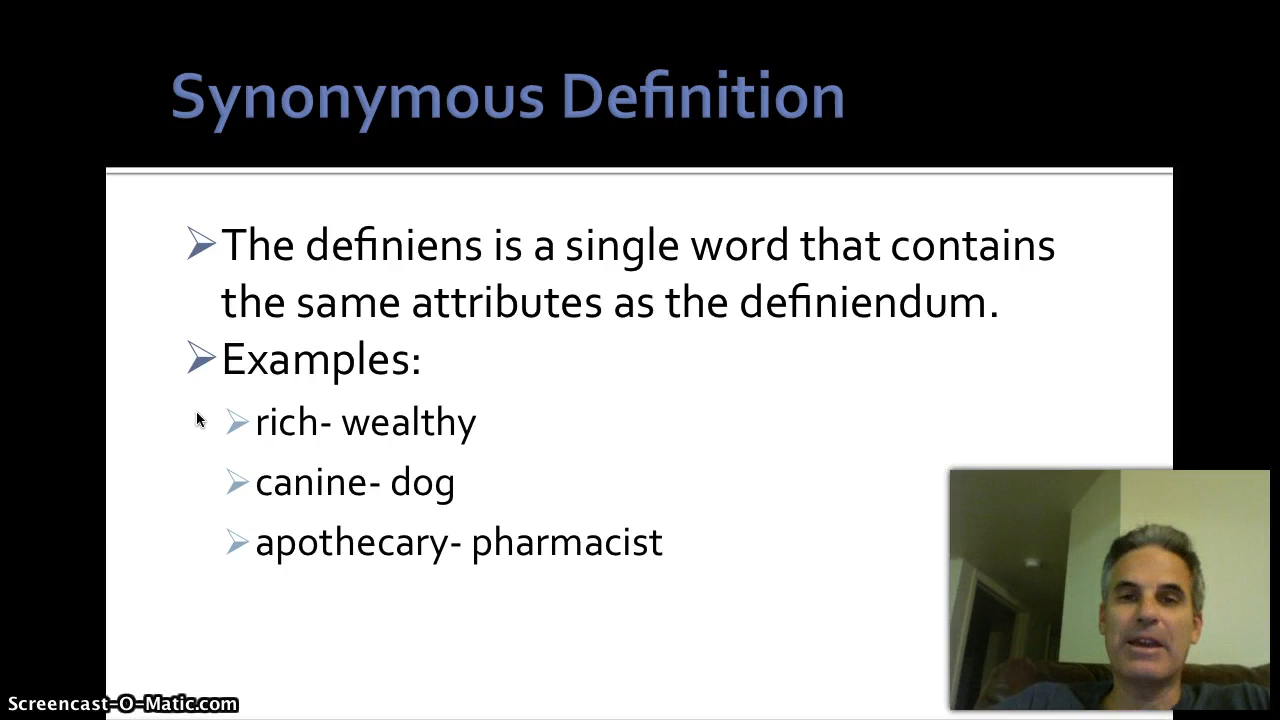 Synonymous Definition
The definiens is a single word that contains
the same attributes as the definiendum.
Examples:
rich- wealthy
canine- dog
apothecary- pharmacist
Screencast-O-Matic.com